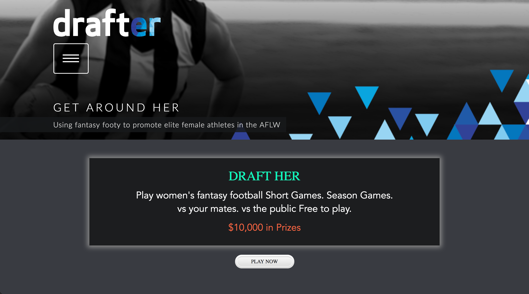 drafter
GET AROUND HER
Using fantasy footy to promote elite female athletes in the AFLW
DRAFT HER
Play women's fantasy football Short Games. Season Games.
vs your mates. vs the public Free to play.
$10,000 in Prizes
PLAY NOW